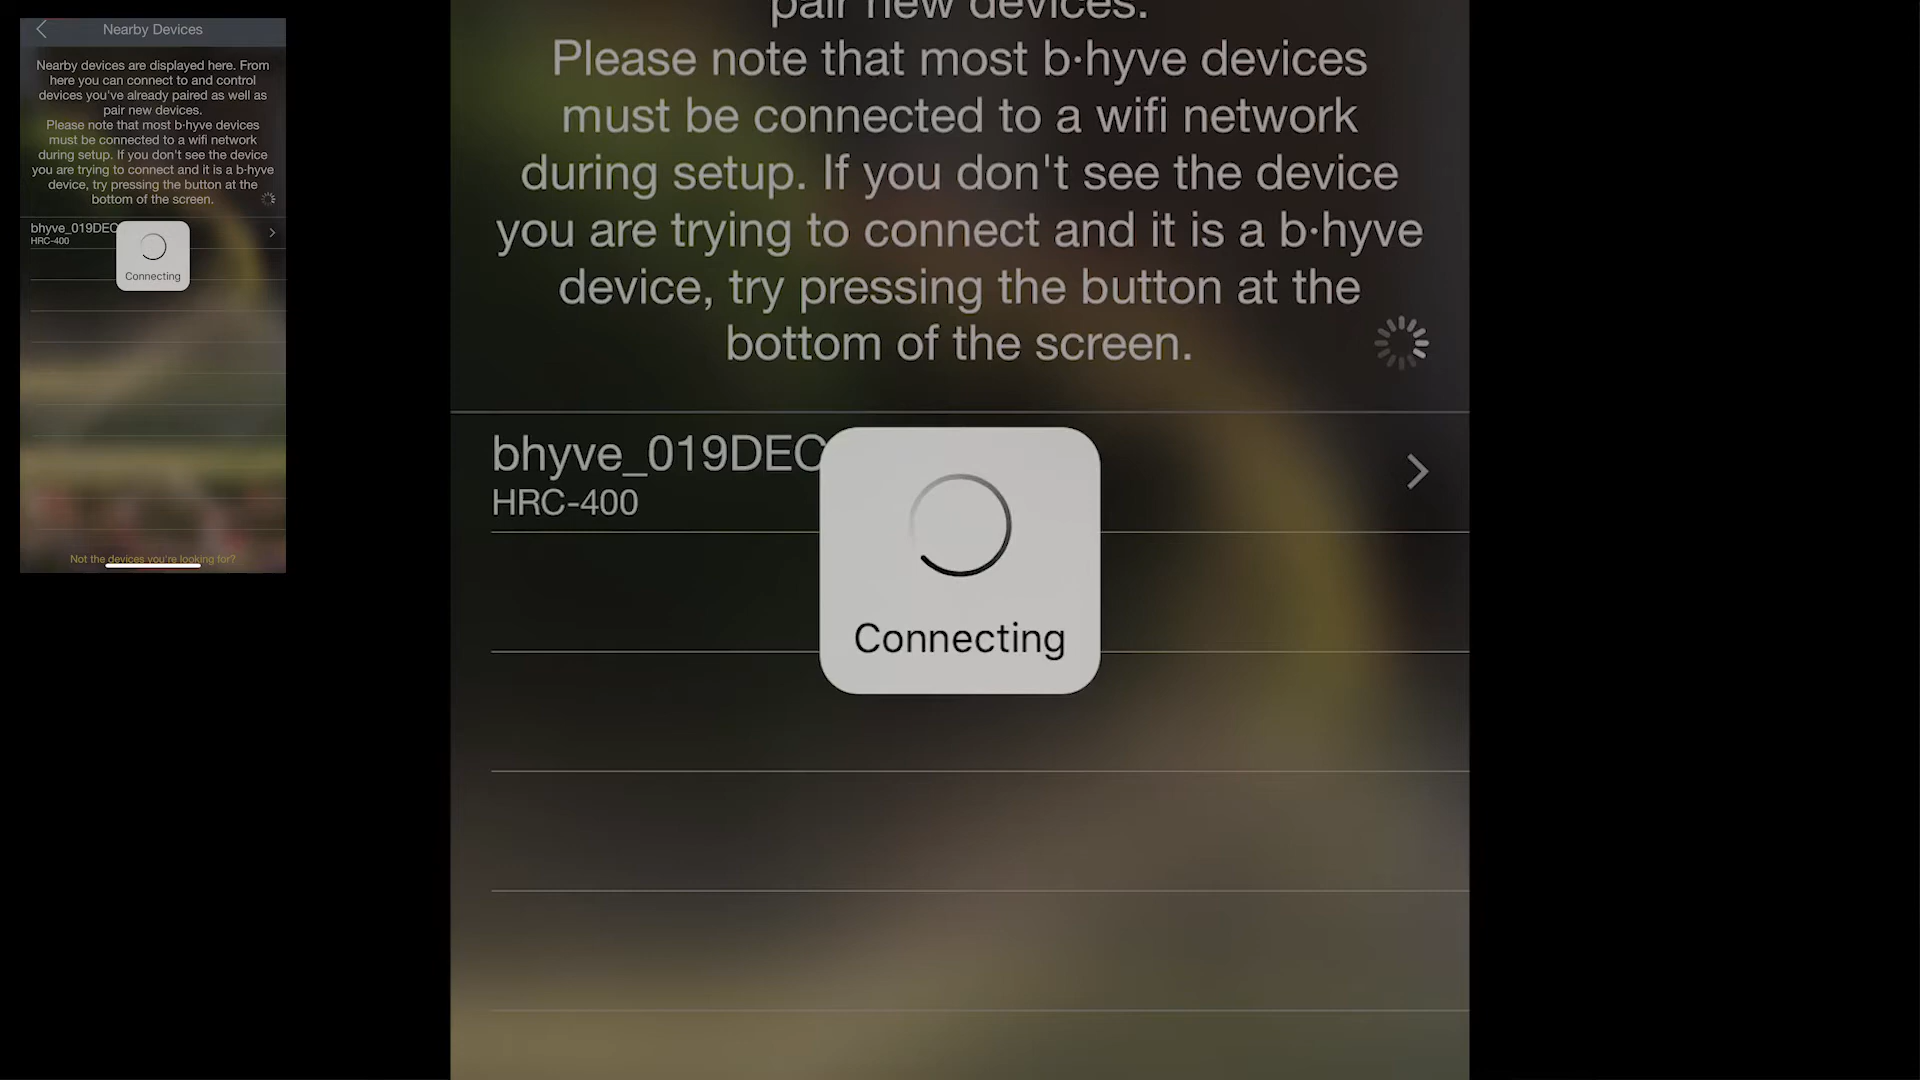 Nearby Devices
Nearby devices are displayed here. From
here you can connect to and control
devices you've already paired as well as
pair new devices.
Please note that most b·hyve devices
must be connected to a wifi network
during setup. If you don't see the device
you are trying to connect and it is a b·hyve
device, try pressing the button at the
bottom of the screen.
bhyve_019DEC
HRC-400
Connecting
Not the devices you're looking for?
pair new devices.
Please note that most b·hyve devices
must be connected to a wifi network
during setup. If you don't see the device
you are trying to connect and it is a b·hyve
device, try pressing the button at the
bottom of the screen.
bhyve_019DEC
HRC-400
Connecting